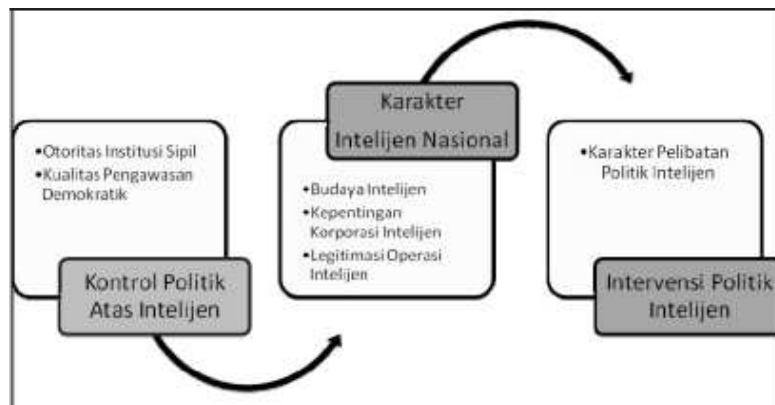 •Otoritas Institusi Sipil
•Kualitas Pengawasan
Demokratik
Kontrol Politik
Atas Intelijen
Karakter
Intelijen Nasional
•Budaya Intelijen
•Kepentingan
Korporasi Intelijen
•Legitimasi Operasi
Intelijen
•Karakter Pelibatan
Politik Intelijen
Intervensi Politik
Intelijen